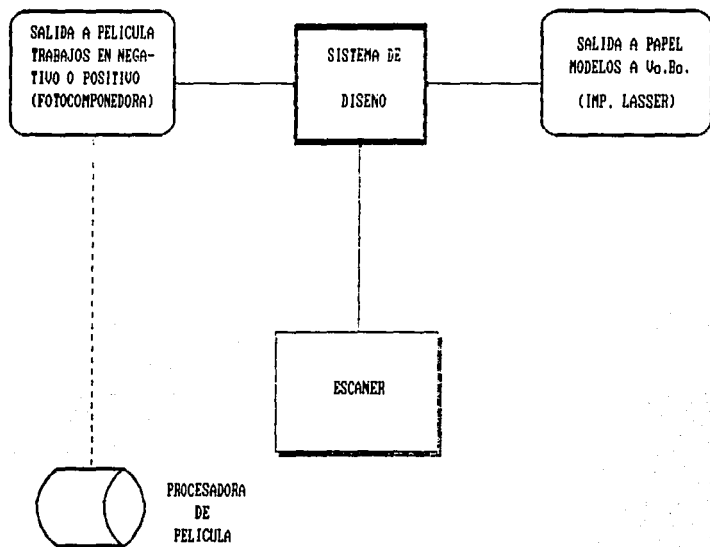 SALIDA A PELICULA
TRABAJOS EN NEGA-
TIVO O POSITIVO
(FOTOCOMPONEDORA)
SISTEMA DE
DISENO
SALIDA A PAPEL
MODELOS A Vo.Bo.
(IMP. LASSER)
ESCANER
PROCESADORA
DE
PELICULA